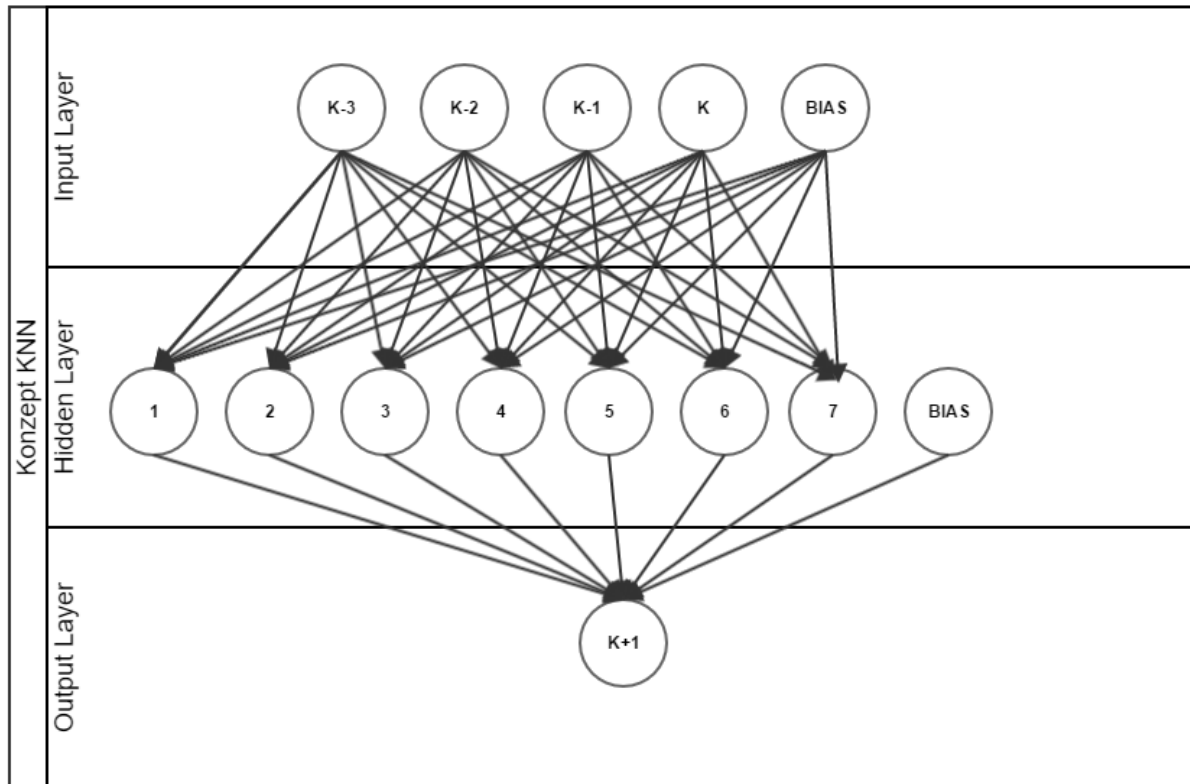 Konzept KNN
Input Layer
K-3
K-2
K-1
K
BIAS
Hidden Layer
1
2
3
4
5
6
7
BIAS
Output Layer
K+1